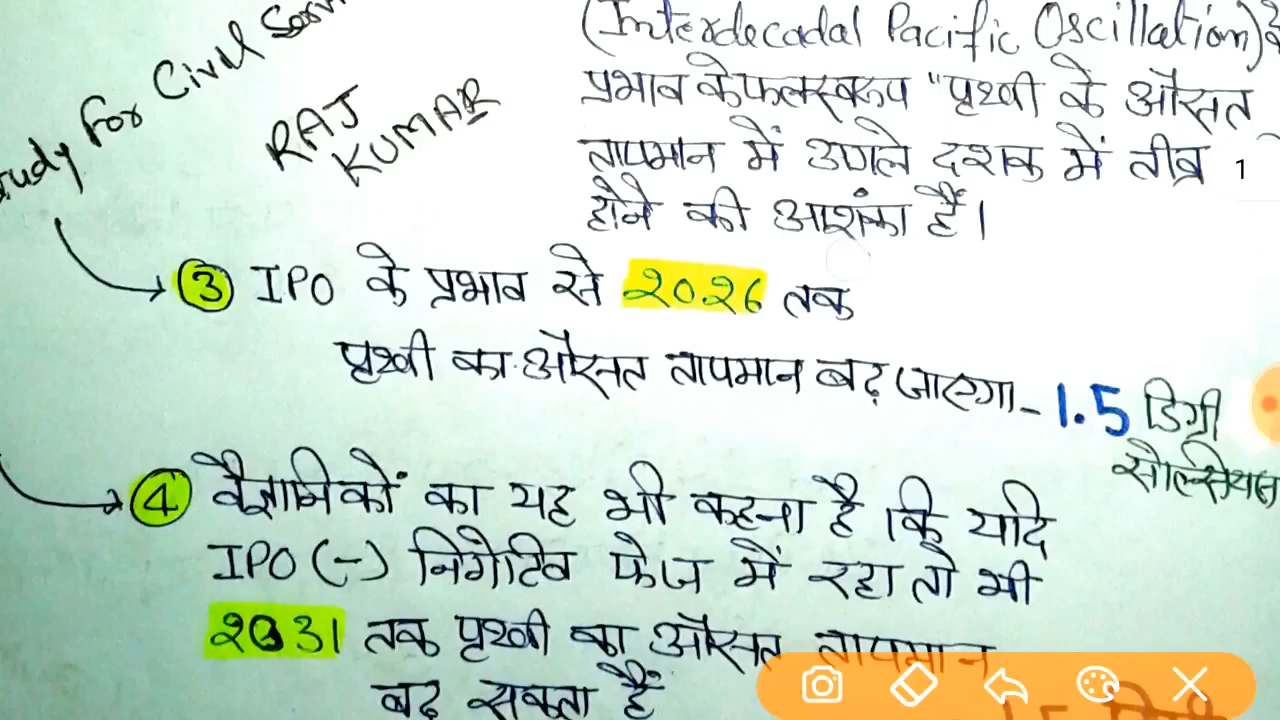 (Interdecadal Pacific Oscillation) के
प्रभाव के फलस्वरूप "पृथ्वी के औसत
तापमान में अगले दशक में तीव्र 1
होने की आशंका है।
Study For Civil
RAJ
KUMAR
③ IPO के प्रभाव से 2026 तक
पृथ्वी का औसत तापमान बढ़ जाएगा - 1.5 डिग्री
सेल्सियस
④ वैज्ञानिकों का यह भी कहना है कि यदि
IPO (-) निगेटिव फेज में रहा तो भी
2031 तक पृथ्वी का औसत तापमान
बढ़ सकता है